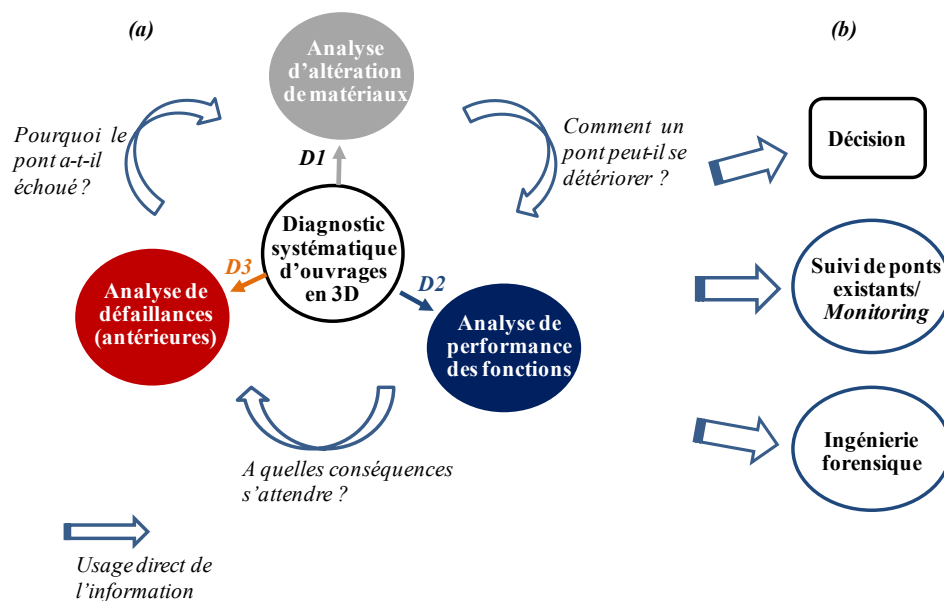 (a)
(b)
Analyse
d'altération
de matériaux
Pourquoi le
pont a-t-il
échoué ?
D1
Comment un
pont peut-il se
détériorer ?
Décision
Diagnostic
systématique
d'ouvrages
en 3D
D3
D2
Analyse de
défaillances
(antérieures)
Analyse de
performance
des fonctions
Suivi de ponts
existants/
Monitoring
A quelles conséquences
s'attendre ?
Ingénierie
forensique
Usage direct de
l'information